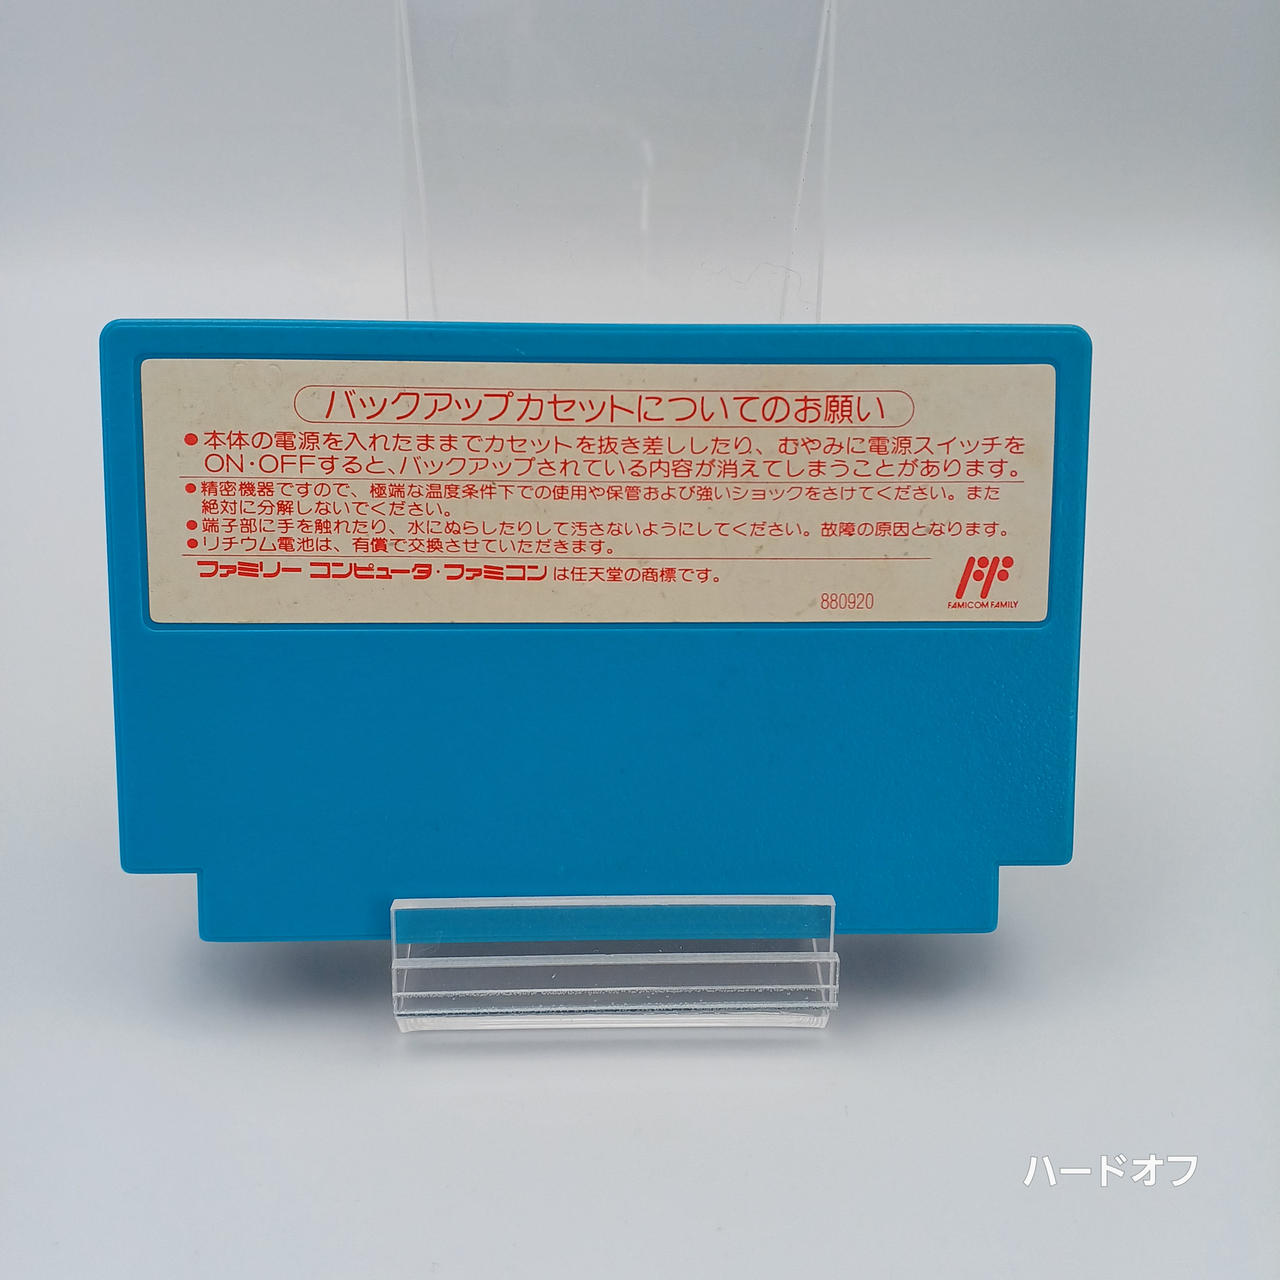 バックアップカセットについてのお願い
●本体の電源を入れたままでカセットを抜き差ししたり、むやみに電源スイッチを
ON・OFFすると、バックアップされている内容が消えてしまうことがあります。
●精密機器ですので、極端な温度条件下での使用や保管および強いショックをさけてください。また
絶対に分解しないでください。
●端子部に手を触れたり、水にぬらしたりして汚さないようにしてください。故障の原因となります。
●リチウム電池は、有償で交換させていただきます。
ファミリーコンピュータ・ファミコンは任天堂の商標です。
880920
FAMICOM FAMILY
ハードオフ